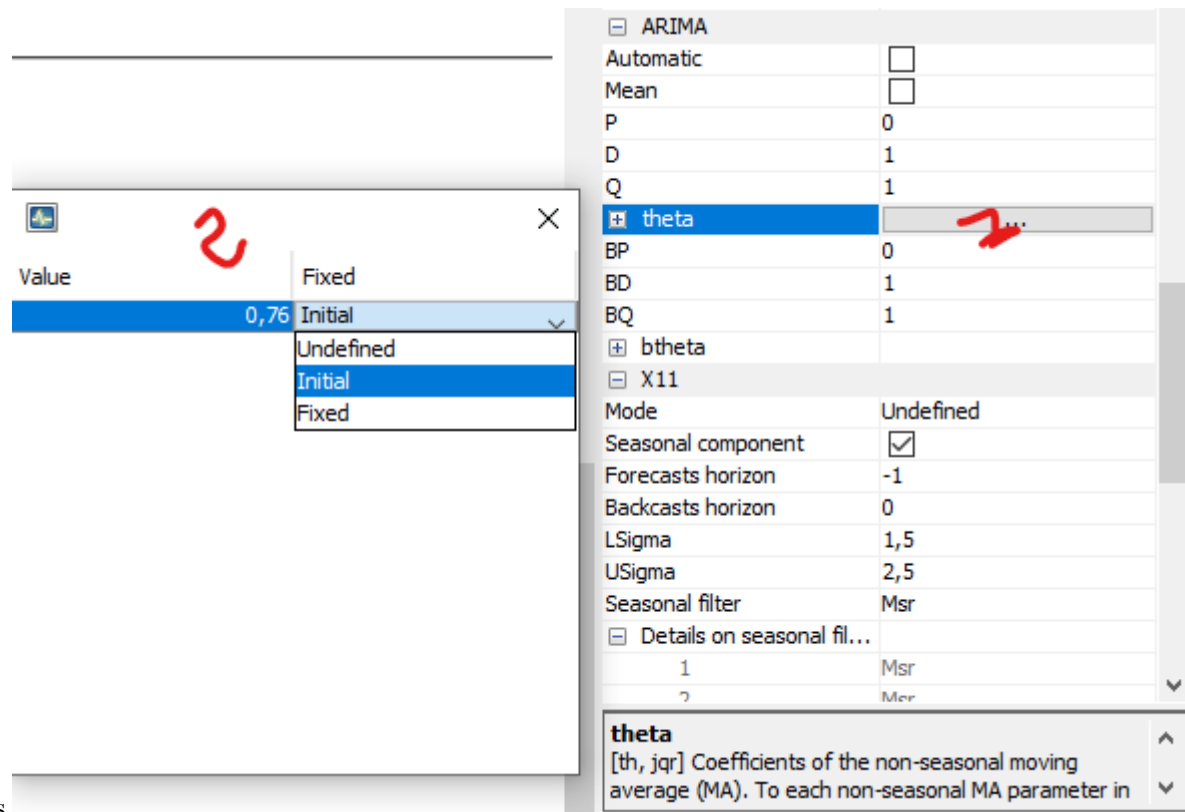 ARIMA
Automatic
Mean
P 0
D 1
Q 1
theta ...
BP 0
BD 1
BQ 1
btheta
X11
Mode Undefined
Seasonal component
Forecasts horizon -1
Backcasts horizon 0
LSigma 1,5
USigma 2,5
Seasonal filter Msr
Details on seasonal fil...
1 Msr
2 Msr
theta
[th, jqr] Coefficients of the non-seasonal moving
average (MA). To each non-seasonal MA parameter in
2
Value Fixed
0,76 Initial
Undefined
Initial
Fixed
s